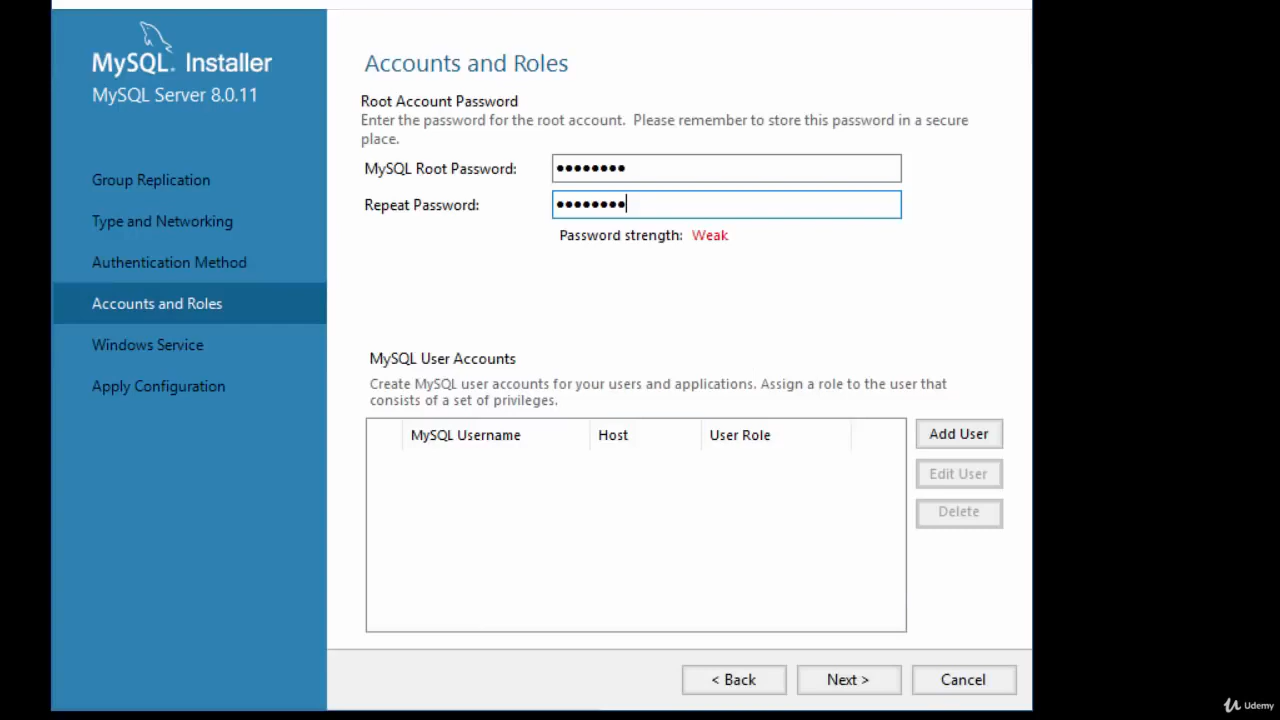 MySQL. Installer
MySQL Server 8.0.11
Group Replication
Type and Networking
Authentication Method
Accounts and Roles
Windows Service
Apply Configuration
Accounts and Roles
Root Account Password
Enter the password for the root account. Please remember to store this password in a secure
place.
MySQL Root Password: ●●●●●●●●
Repeat Password: ●●●●●●●●
Password strength: Weak
MySQL User Accounts
Create MySQL user accounts for your users and applications. Assign a role to the user that
consists of a set of privileges.
MySQL Username Host User Role
Add User
Edit User
Delete
< Back Next > Cancel
Udemy